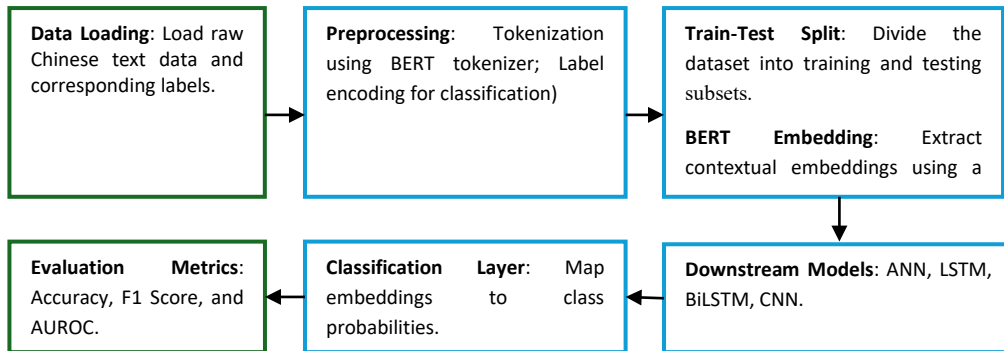 Data Loading: Load raw
Chinese text data and
corresponding labels.
Preprocessing: Tokenization
using BERT tokenizer; Label
encoding for classification)
Train-Test Split: Divide the
dataset into training and testing
subsets.
BERT Embedding: Extract
contextual embeddings using a
Downstream Models: ANN, LSTM,
BiLSTM, CNN.
Classification Layer: Map
embeddings to class
probabilities.
Evaluation Metrics:
Accuracy, F1 Score, and
AUROC.